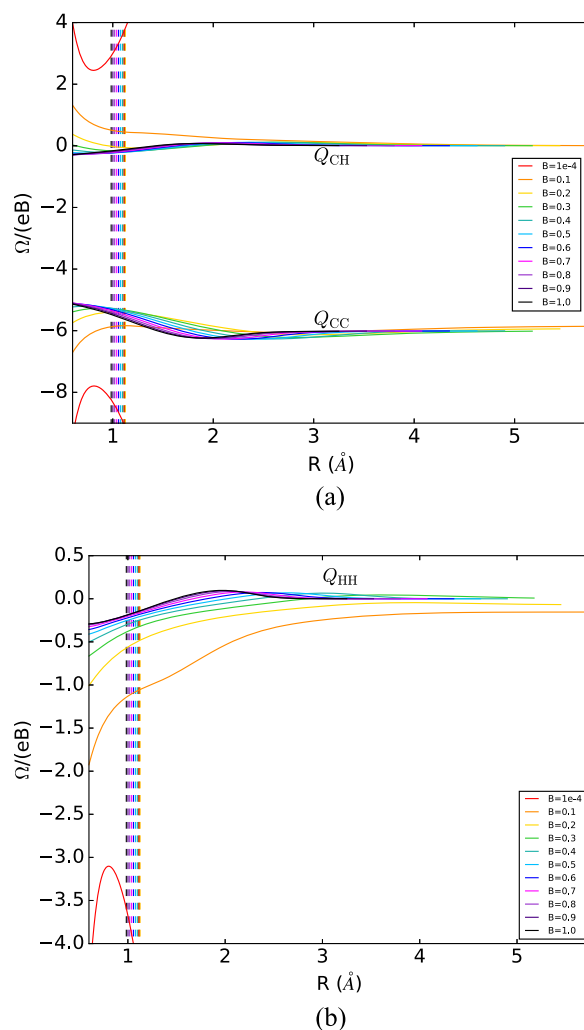 4
2
0
−2
−4
−6
−8
Ω/(eB)
Q_CH
Q_CC
B=1e-4
B=0.1
B=0.2
B=0.3
B=0.4
B=0.5
B=0.6
B=0.7
B=0.8
B=0.9
B=1.0
1 2 3 4 5
R (Å)
(a)
0.5
0.0
−0.5
−1.0
−1.5
−2.0
−2.5
−3.0
−3.5
−4.0
Ω/(eB)
Q_HH
B=1e-4
B=0.1
B=0.2
B=0.3
B=0.4
B=0.5
B=0.6
B=0.7
B=0.8
B=0.9
B=1.0
1 2 3 4 5
R (Å)
(b)